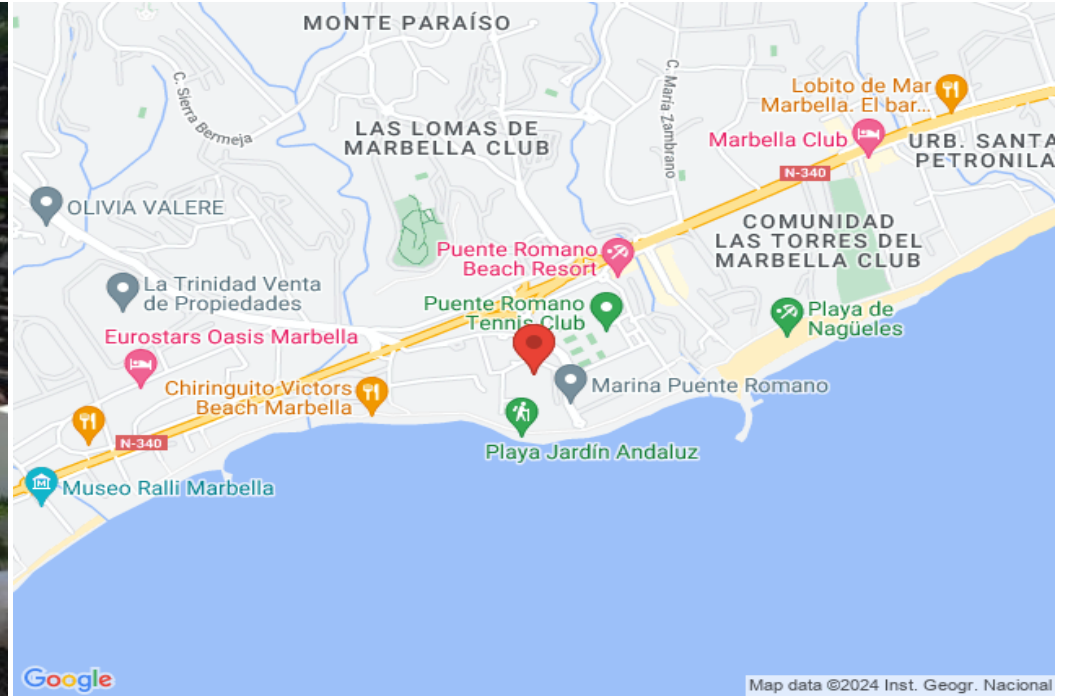 MONTE PARAÍSO
C. Sierra Bermeja
C. María Zambrano
Lobito de Mar
Marbella. El bar...
LAS LOMAS DE
MARBELLA CLUB
Marbella Club
URB. SANTA
PETRONILA
N-340
OLIVIA VALERE
COMUNIDAD
LAS TORRES DEL
MARBELLA CLUB
Puente Romano
Beach Resort
La Trinidad Venta
de Propiedades
Puente Romano
Tennis Club
Playa de
Nagüeles
Eurostars Oasis Marbella
Chiringuito Victors
Beach Marbella
Marina Puente Romano
N-340
Playa Jardín Andaluz
Museo Ralli Marbella
Google
Map data ©2024 Inst. Geogr. Nacional